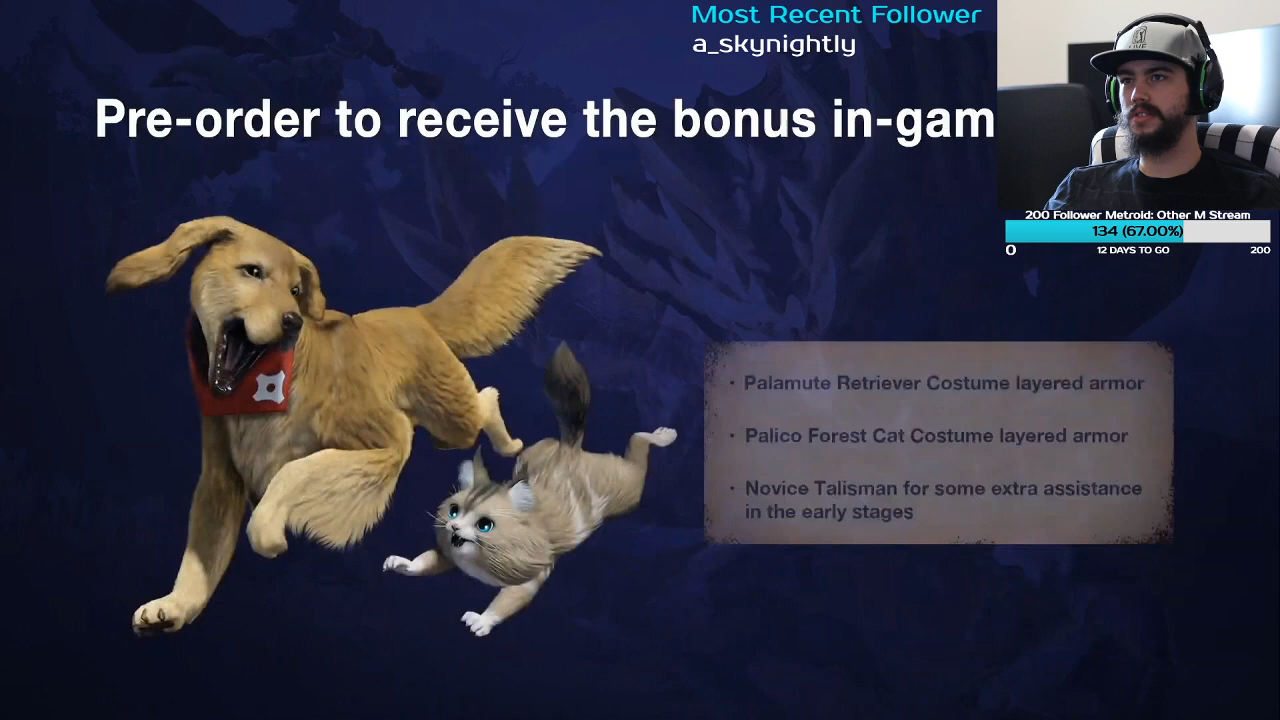 Most Recent Follower
a_skynightly
Pre-order to receive the bonus in-gam
200 Follower Metroid: Other M Stream
134 (67.00%)
0
12 DAYS TO GO
200
· Palamute Retriever Costume layered armor
· Palico Forest Cat Costume layered armor
· Novice Talisman for some extra assistance
in the early stages